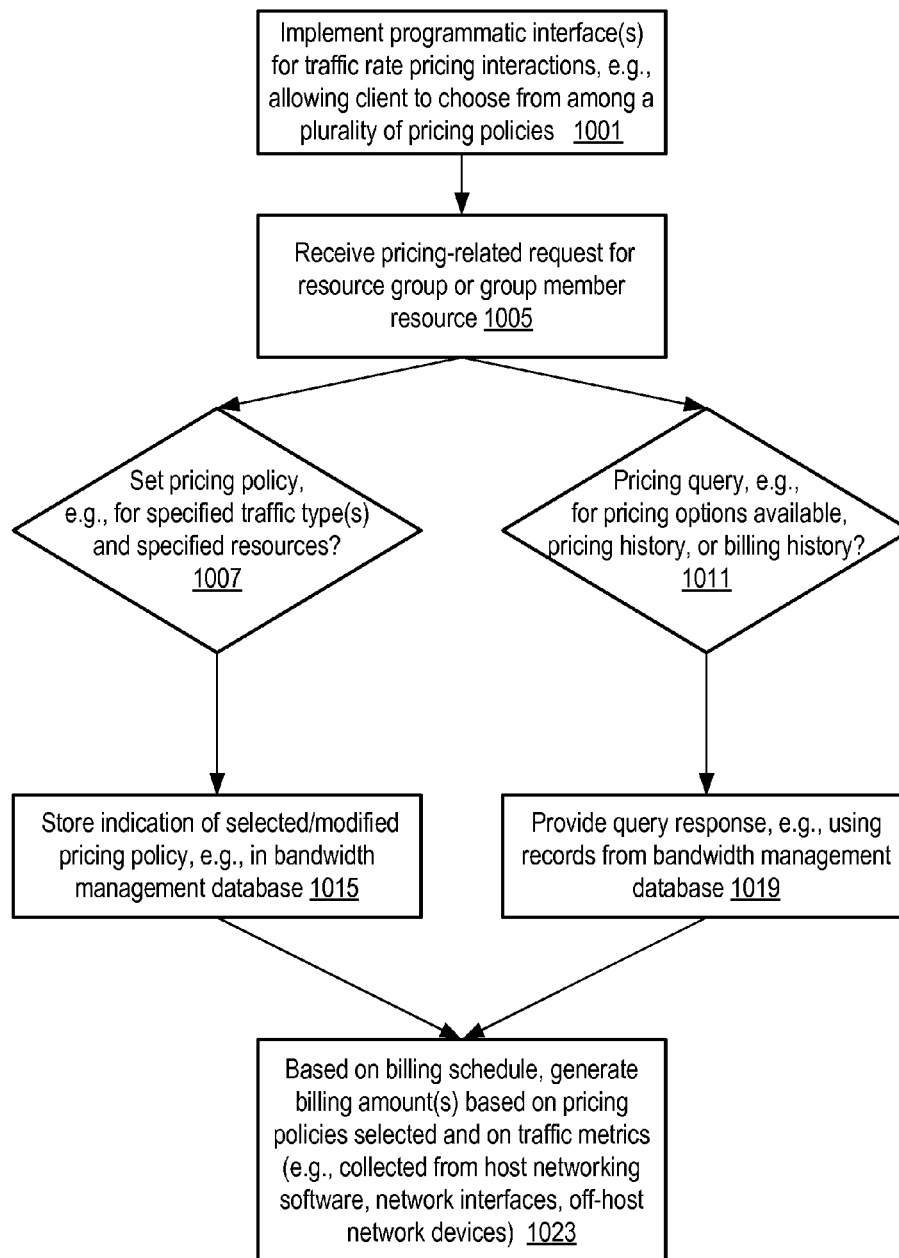 Implement programmatic interface(s)
for traffic rate pricing interactions, e.g.,
allowing client to choose from among a
plurality of pricing policies 1001
Receive pricing-related request for
resource group or group member
resource 1005
Set pricing policy,
e.g., for specified traffic type(s)
and specified resources?
1007
Pricing query, e.g.,
for pricing options available,
pricing history, or billing history?
1011
Store indication of selected/modified
pricing policy, e.g., in bandwidth
management database 1015
Provide query response, e.g., using
records from bandwidth management
database 1019
Based on billing schedule, generate
billing amount(s) based on pricing
policies selected and on traffic metrics
(e.g., collected from host networking
software, network interfaces, off-host
network devices) 1023